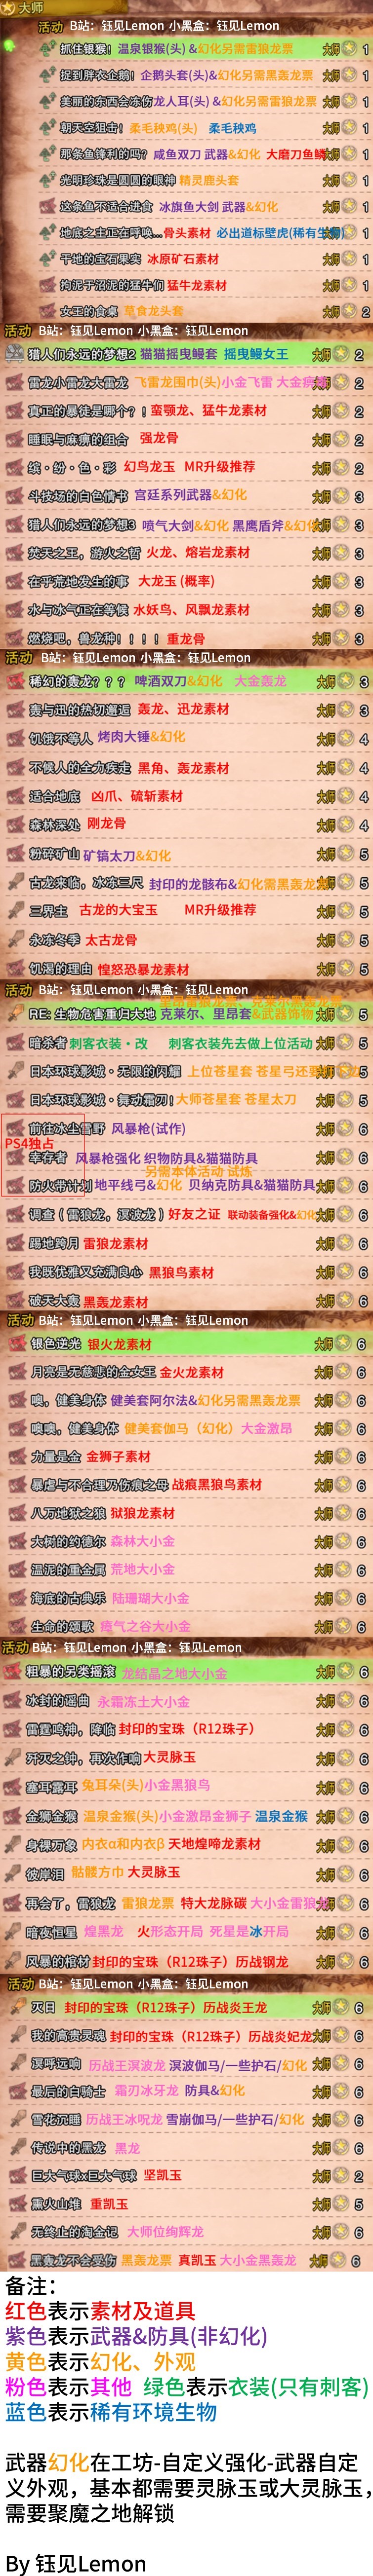 大师
活动 B站：钰见Lemon 小黑盒：钰见Lemon
抓住银猴！ 温泉银猴(头) &幻化另需雷狼龙票 大师 1
捉到胖衣企鹅！ 企鹅头套(头)&幻化另需黑轰龙票 大师 1
美丽的东西会冻伤 龙人耳(头) &幻化另需雷狼龙票 大师 1
朝天空狙击！ 柔毛秧鸡(头) 柔毛秧鸡 大师 1
那条鱼锋利的吗？ 咸鱼双刀 武器&幻化 大磨刀鱼鳞 大师 1
光明珍珠是圆圆的眼神 精灵鹿头套 大师 1
这条鱼不适合进食 冰旗鱼大剑 武器&幻化 大师 1
地底之主正在呼唤… 骨头素材 必出道标壁虎(稀有生物) 大师 1
干地的宝石果实 冰原矿石素材 大师 1
拘泥于沼泥的猛牛们 猛牛龙素材 大师 1
女王的食桌 草食龙头套 大师 2
活动 B站：钰见Lemon 小黑盒：钰见Lemon
猎人们永远的梦想2 猫猫摇曳鳗套 摇曳鳗女王 大师 2
雷龙小雷龙大雷龙 飞雷龙围巾(头)小金飞雷 大金 大师 2
真正的暴徒是哪个？！ 蛮颚龙、猛牛龙素材 大师 2
睡眠与麻痹的组合 强龙骨 大师 2
缤·纷·色·彩 幻鸟龙玉 MR升级推荐 大师 2
斗技场的白色情书 宫廷系列武器&幻化 大师 3
猎人们永远的梦想3 喷气大剑&幻化 黑鹰盾斧&幻化 大师 3
焚天之王，游火之哲 火龙、熔岩龙素材 大师 3
在平荒地发生的事 大龙玉 (概率) 大师 3
水与冰气正在等候 水妖鸟、风飘龙素材 大师 3
燃烧吧，兽龙种！！！！ 重龙骨 大师 3
活动 B站：钰见Lemon 小黑盒：钰见Lemon
稀幻的轰龙？？？ 啤酒双刀&幻化 大金轰龙 大师 3
轰与迅的热切邂逅 轰龙、迅龙素材 大师 3
饥饿不等人 烤肉大锤&幻化 大师 4
不候人的全力疾走 黑角、轰龙素材 大师 4
适合地底 凶爪、硫斩素材 大师 4
森林深处 刚龙骨 大师 4
粉碎矿山 矿镐太刀&幻化 大师 5
古龙来临，冰冻三尺 封印的龙骸布&幻化需黑轰龙 大师 5
三界主 古龙的大宝玉 MR升级推荐 大师 5
永冻冬季 太古龙骨 大师 5
饥渴的理由 惶怒恐暴龙素材 大师 5
活动 B站：钰见Lemon 小黑盒：钰见Lemon
里昂雷狼龙票、克莱尔黑轰龙票
RE: 生物危害重归大地 克莱尔、里昂套&武器饰物 大师 5
暗杀者 刺客衣装·改 刺客衣装先去做上位活动 大师 5
日本环球影城·无限的闪耀 上位苍星套 苍星弓还要 大师 5
日本环球影城·舞动霜刃！ 大师苍星套 苍星太刀 大师 5
前往冰尘雪野 风暴枪(试作) 大师 6
PS4独占
幸存者 风暴枪强化 织物防具&猫猫防具 大师 6
另需本体活动 试炼
防火带计划 地平线弓&幻化 贝纳克防具&猫猫防具 大师 6
调查（雷狼龙，溟波龙） 好友之证 联动装备强化&幻化 大师 6
踢地跨月 雷狼龙素材 大师 6
我既优雅又充满良心 黑狼鸟素材 大师 6
破天大轰 黑轰龙素材 大师 6
活动 B站：钰见Lemon 小黑盒：钰见Lemon
银色逆光 银火龙素材 大师 6
月亮是无慈悲的金女王 金火龙素材 大师 6
噢，健美身体 健美套阿尔法&幻化另需黑轰龙票 大师 6
噢噢，健美身体 健美套伽马（幻化）大金激昂 大师 6
力量是金 金狮子素材 大师 6
暴虐与不合理乃伤痕之母 战痕黑狼鸟素材 大师 6
八方地狱之狼 狱狼龙素材 大师 6
大树的约德尔 森林大小金 大师 6
温泥的重金属 荒地大小金 大师 6
海底的古典乐 陆珊瑚大小金 大师 6
生命的颂歌 瘴气之谷大小金 大师 6
活动 B站：钰见Lemon 小黑盒：钰见Lemon
粗暴的另类摇滚 龙结晶之地大小金 大师 6
冰封的谣曲 永霜冻土大小金 大师 6
雷霆鸣神，降临 封印的宝珠（R12珠子） 大师 6
歼灭之钟，再次作响 大灵脉玉 大师 6
塞耳露耳 兔耳朵(头)小金黑狼鸟 大师 6
金狮金猴 温泉金猴(头)小金激昂金狮子 温泉金猴 大师 6
身裸万象 内衣α和内衣β 天地煌啼龙素材 大师 6
彼岸泪 骷髅方巾 大灵脉玉 大师 6
再会了，雷狼龙 雷狼龙票 特大龙脉碳 大小金雷狼 大师 6
暗夜恒星 煌黑龙 火形态开局 死星是冰开局 大师 6
风暴的棺材 封印的宝珠（R12珠子）历战钢龙 大师 6
活动 B站：钰见Lemon 小黑盒：钰见Lemon
灭日 封印的宝珠（R12珠子）历战炎王龙 大师 6
我的高贵灵魂 封印的宝珠（R12珠子）历战炎妃龙 大师 6
溟呼远响 历战王溟波龙 溟波伽马/一些护石/幻化 大师 6
最后的白骑士 霜刃冰牙龙 防具&幻化 大师 6
雪花沉睡 历战王冰呪龙 雪崩伽马/一些护石/幻化 大师 6
传说中的黑龙 黑龙 大师 6
巨大气球x巨大气球 坚凯玉 大师 2
熏火山堆 重凯玉 大师 5
无终止的淘金记 大师位绚辉龙 大师 6
黑轰龙不会受伤 黑轰龙票 真凯玉 大小金黑轰龙 大师 6
备注：
红色表示素材及道具
紫色表示武器&防具(非幻化)
黄色表示幻化、外观
粉色表示其他 绿色表示衣装(只有刺客)
蓝色表示稀有环境生物
武器幻化在工坊-自定义强化-武器自定
义外观，基本都需要灵脉玉或大灵脉玉，
需要聚魔之地解锁
By 钰见Lemon